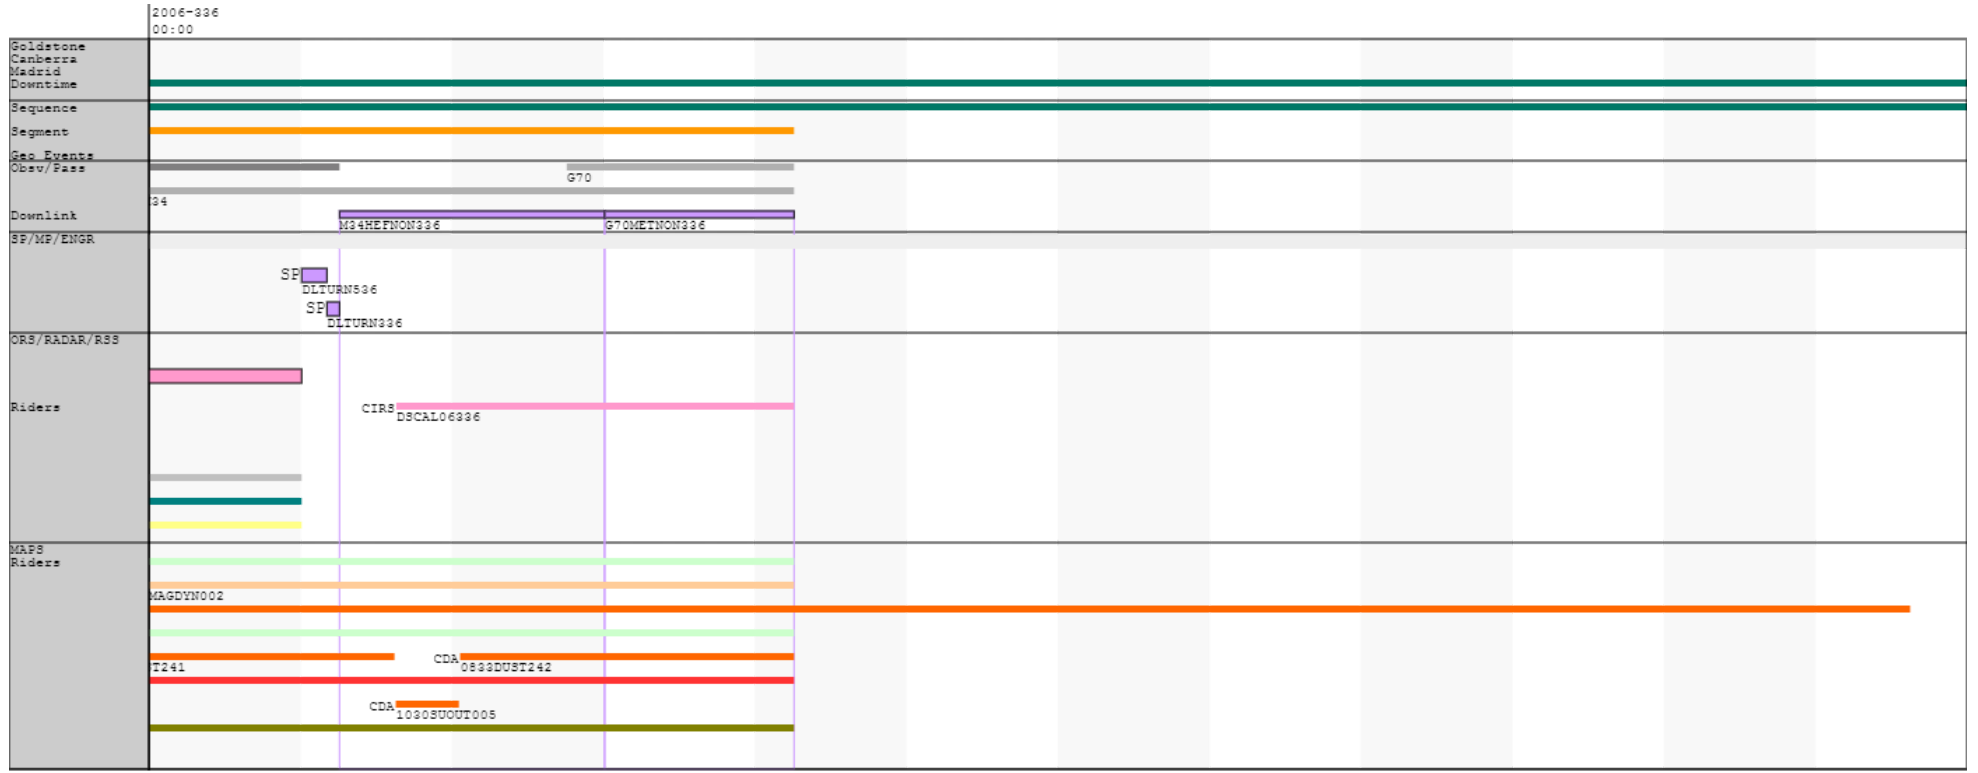 2006-336
00:00
Goldstone
Canberra
Madrid
Downtime
Sequence
Segment
Geo Events
Obsv/Pass
G70
34
Downlink
M34HEFNON336 G70METNON336
SP/MP/ENGR
SP
DLTURN536
SP
DLTURN336
ORS/RADAR/RSS
Riders
CIRS
DSCAL06336
MAPS
Riders
MAGDYN002
CDA
T241 0833DUST242
CDA
1030SUOUT005